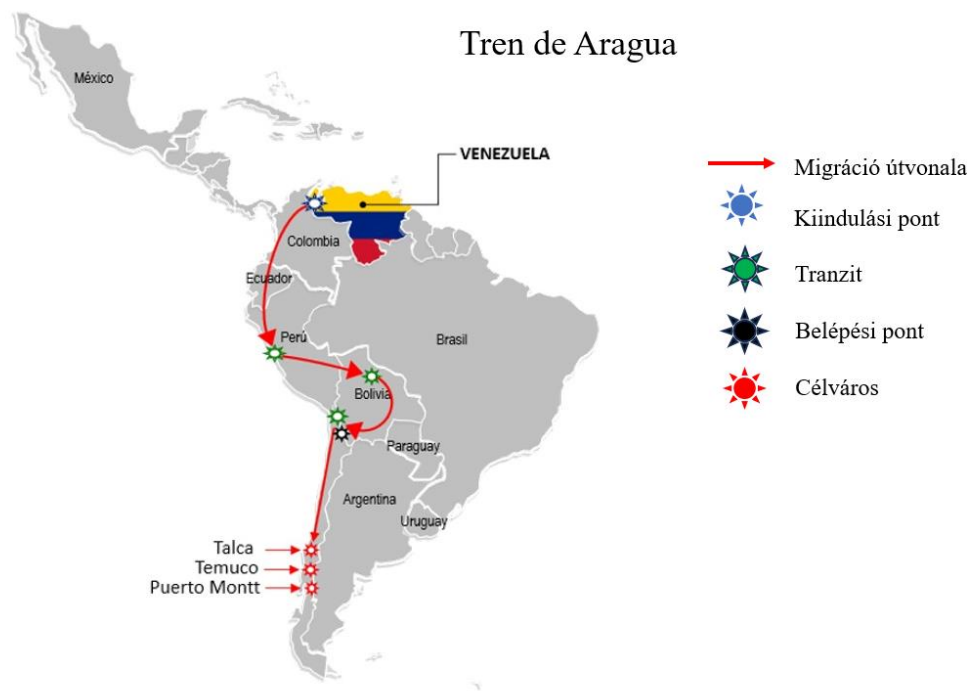 Tren de Aragua
México
VENEZUELA
Colombia
Ecuador
Perú
Brasil
Bolivia
Paraguay
Argentina
Uruguay
Talca
Temuco
Puerto Montt
Migráció útvonala
Kiindulási pont
Tranzit
Belépési pont
Célváros